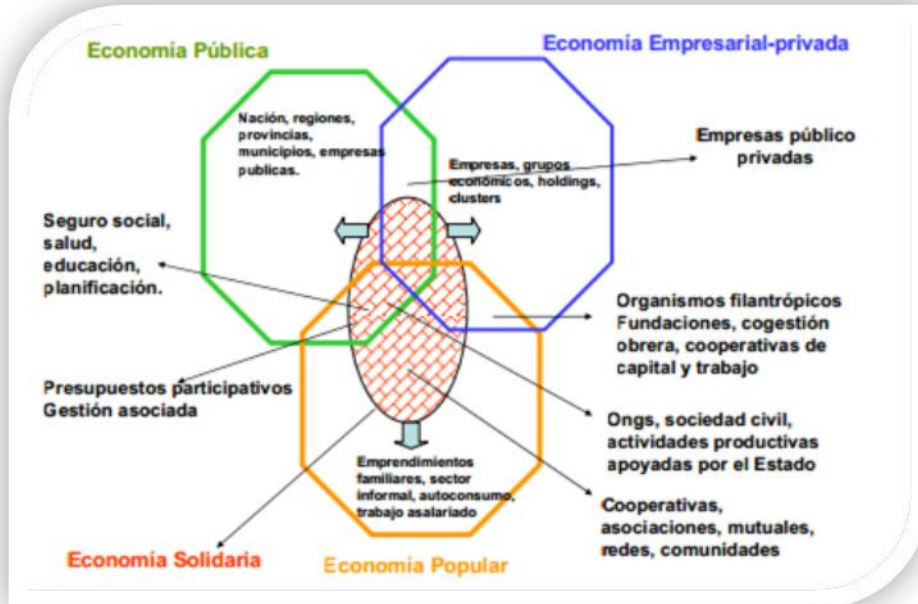 Economía Pública
Economía Empresarial-privada
Nación, regiones,
provincias,
municipios, empresas
publicas.
Empresas, grupos
económicos, holdings,
clusters
Empresas público
privadas
Seguro social,
salud,
educación,
planificación.
Organismos filantrópicos
Fundaciones, cogestión
obrera, cooperativas de
capital y trabajo
Presupuestos participativos
Gestión asociada
Ongs, sociedad civil,
actividades productivas
apoyadas por el Estado
Emprendimientos
familiares, sector
informal, autoconsumo,
trabajo asalariado
Cooperativas,
asociaciones, mutuales,
redes, comunidades
Economía Solidaria
Economía Popular